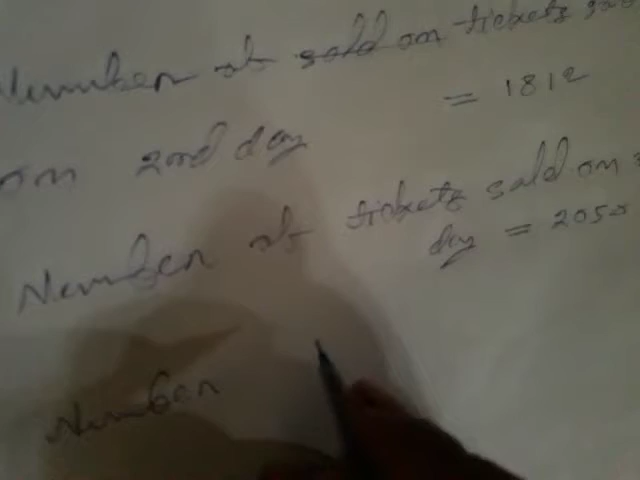 Number of sold on tickets
on 2nd day = 1812
Number of tickets sold on
day = 2050
Number